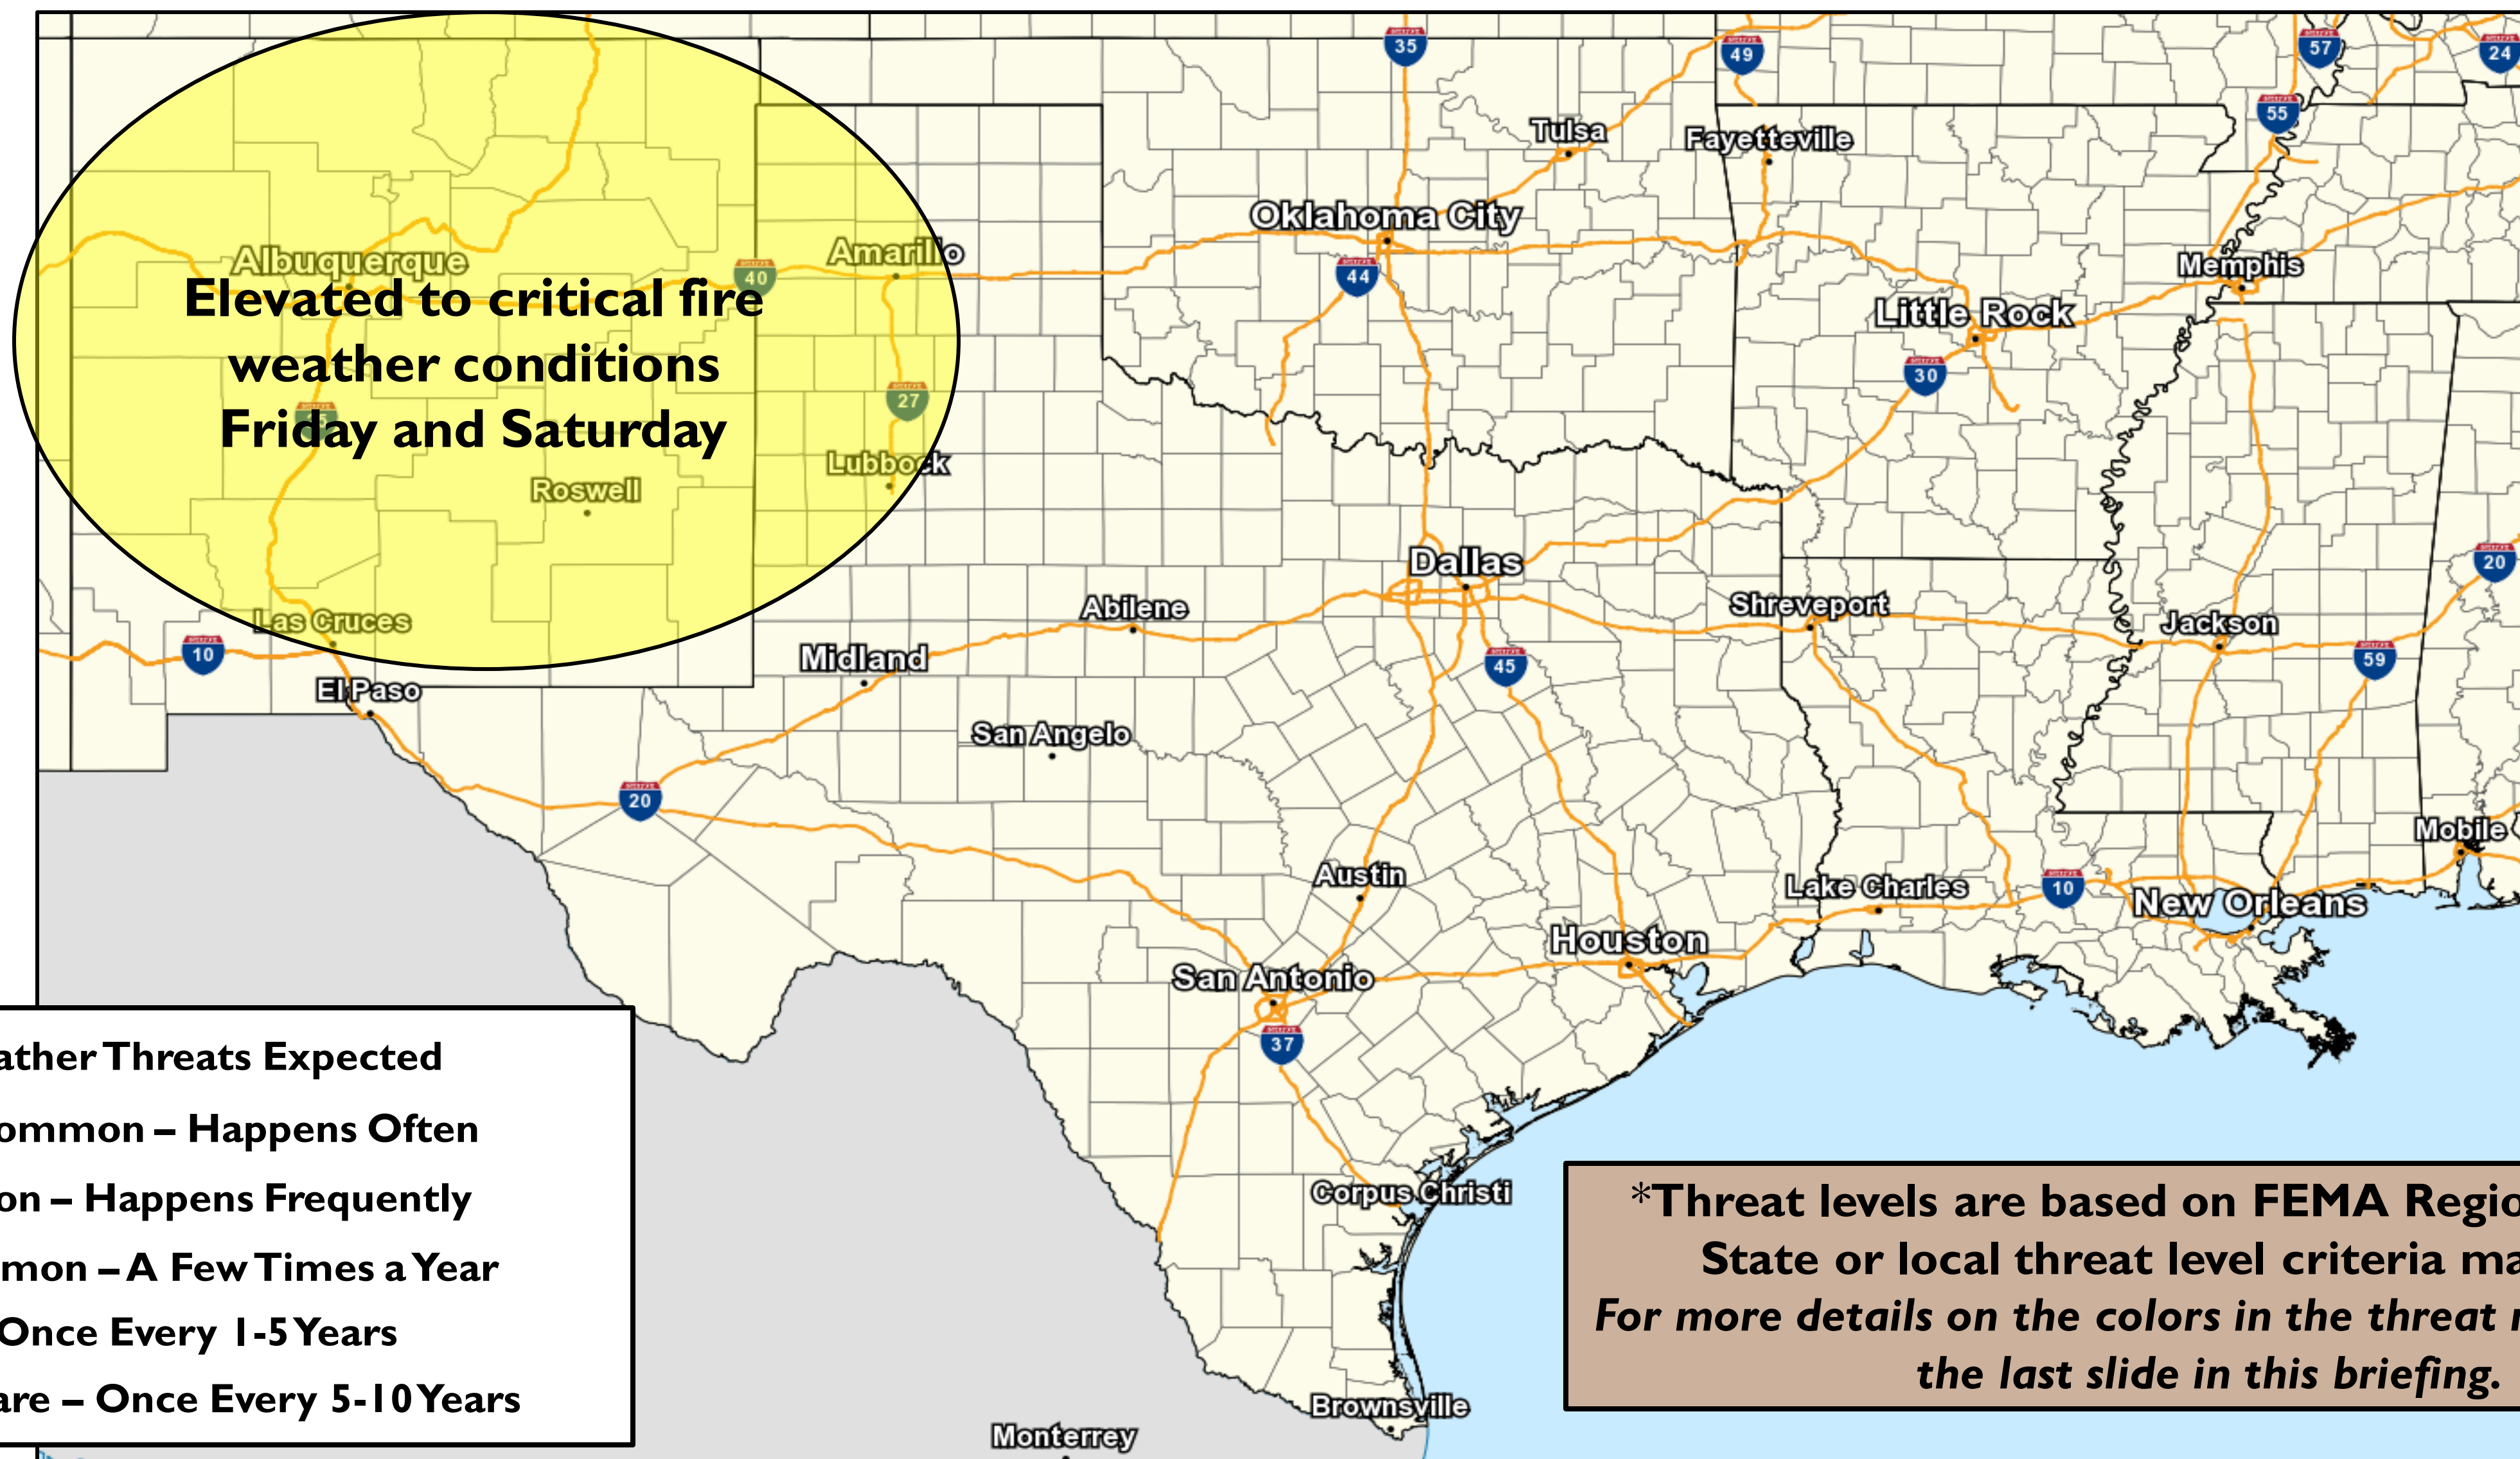 35
49
57
24
55
Tulsa
Fayetteville
Oklahoma City
Albuquerque
Amarillo
40
44
Memphis
Little Rock
Elevated to critical fire
weather conditions
Friday and Saturday
30
27
25
Lubbock
Roswell
Dallas
20
Abilene
Shreveport
Las Cruces
Jackson
10
Midland
45
59
El Paso
San Angelo
20
Mobile
Austin
Lake Charles
10
New Orleans
Houston
San Antonio
37
ather Threats Expected
ommon – Happens Often
on – Happens Frequently
mon – A Few Times a Year
Once Every 1-5 Years
are – Once Every 5-10 Years
Corpus Christi
*Threat levels are based on FEMA Regio
State or local threat level criteria ma
For more details on the colors in the threat
the last slide in this briefing.
Brownsville
Monterrey